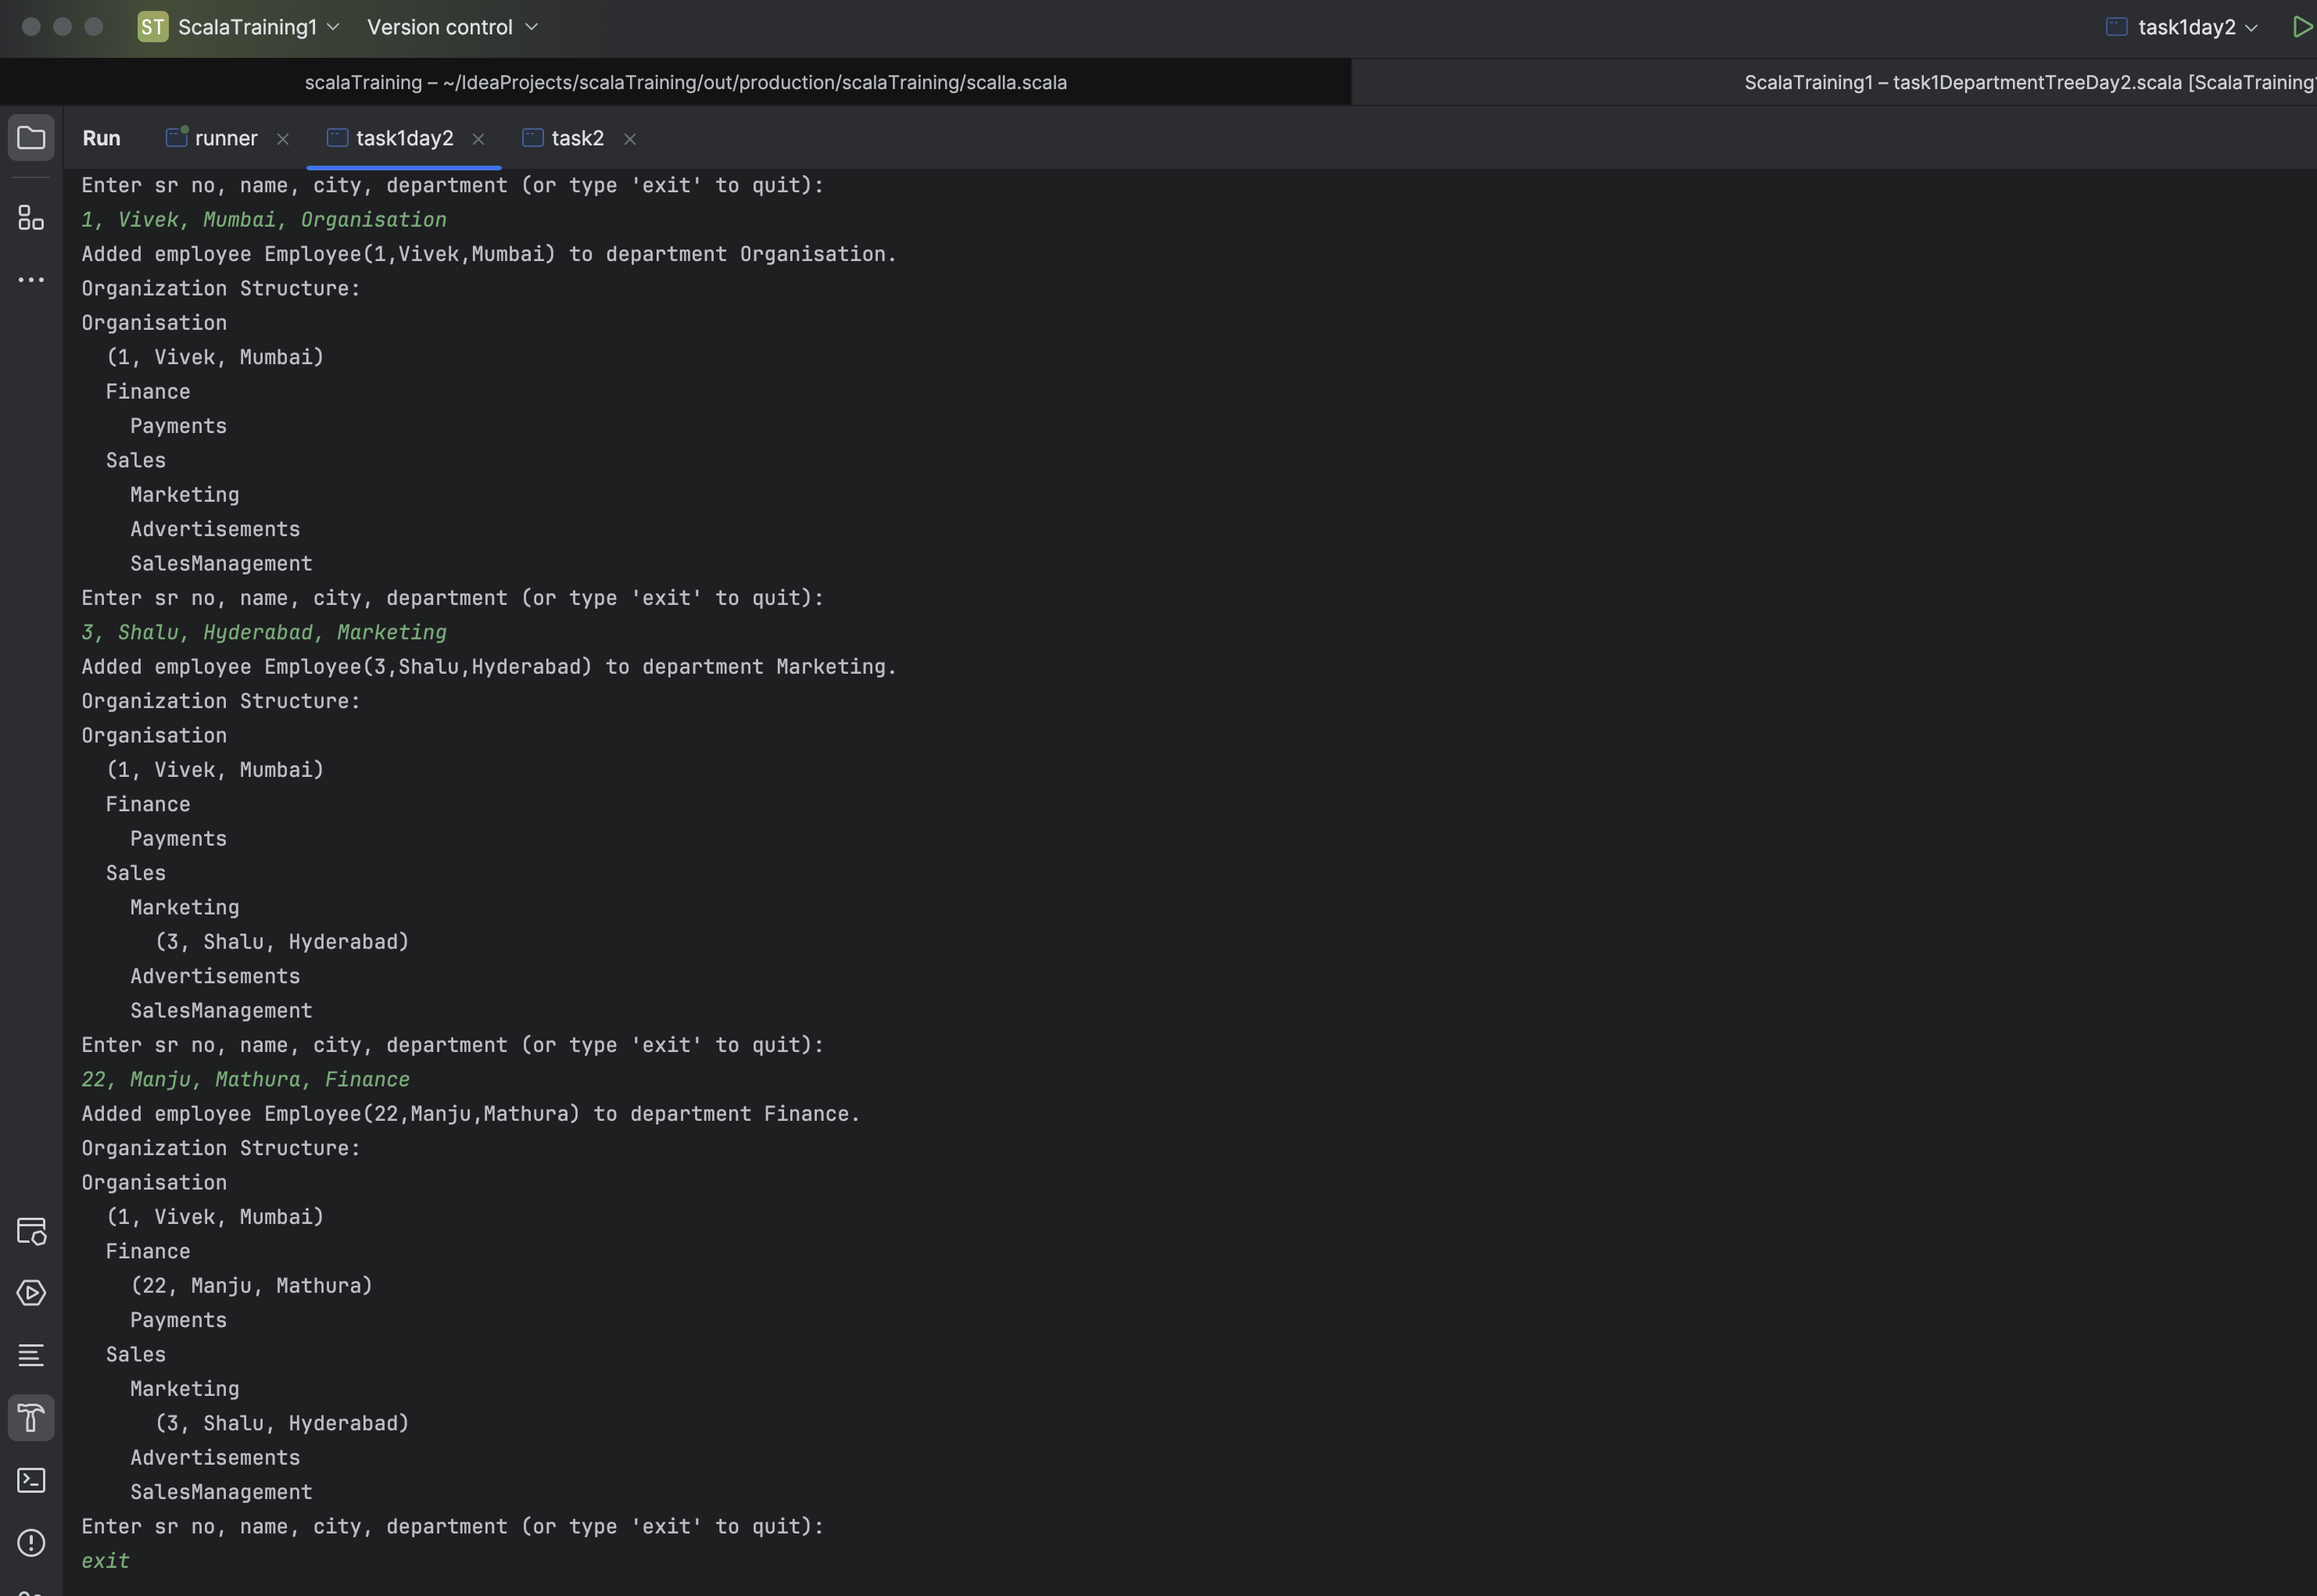 ST ScalaTraining1 Version control task1day2
scalaTraining – ~/IdeaProjects/scalaTraining/out/production/scalaTraining/scalla.scala
ScalaTraining1 – task1DepartmentTreeDay2.scala [ScalaTraining
Run runner task1day2 task2
Enter sr no, name, city, department (or type 'exit' to quit):
1, Vivek, Mumbai, Organisation
Added employee Employee(1,Vivek,Mumbai) to department Organisation.
Organization Structure:
Organisation
  (1, Vivek, Mumbai)
  Finance
    Payments
  Sales
    Marketing
    Advertisements
    SalesManagement
Enter sr no, name, city, department (or type 'exit' to quit):
3, Shalu, Hyderabad, Marketing
Added employee Employee(3,Shalu,Hyderabad) to department Marketing.
Organization Structure:
Organisation
  (1, Vivek, Mumbai)
  Finance
    Payments
  Sales
    Marketing
      (3, Shalu, Hyderabad)
    Advertisements
    SalesManagement
Enter sr no, name, city, department (or type 'exit' to quit):
22, Manju, Mathura, Finance
Added employee Employee(22,Manju,Mathura) to department Finance.
Organization Structure:
Organisation
  (1, Vivek, Mumbai)
  Finance
    (22, Manju, Mathura)
    Payments
  Sales
    Marketing
      (3, Shalu, Hyderabad)
    Advertisements
    SalesManagement
Enter sr no, name, city, department (or type 'exit' to quit):
exit